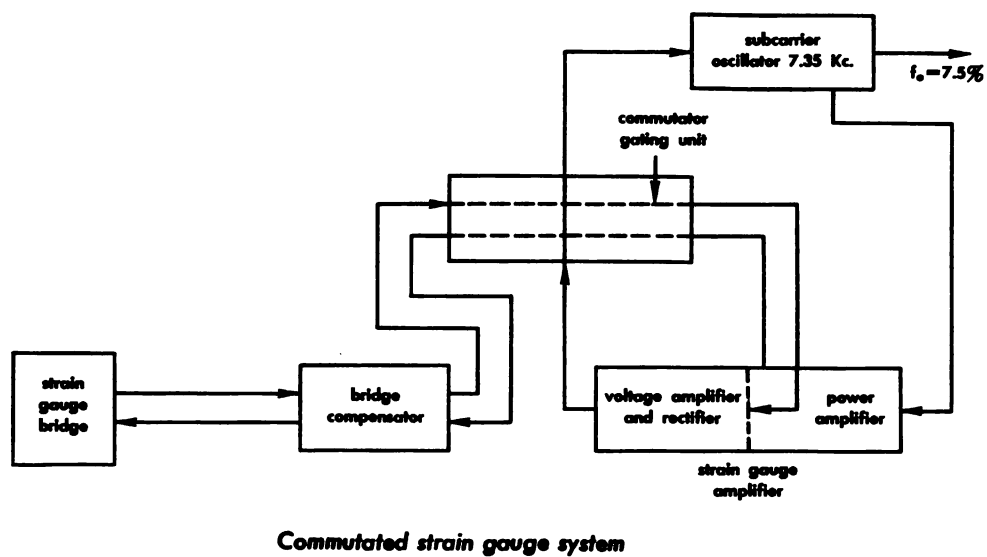 subcarrier
oscillator 7.35 Kc.
fₒ=7.5%
commutator
gating unit
strain
gauge
bridge
bridge
compensator
voltage amplifier
and rectifier
power
amplifier
strain gauge
amplifier
Commutated strain gauge system